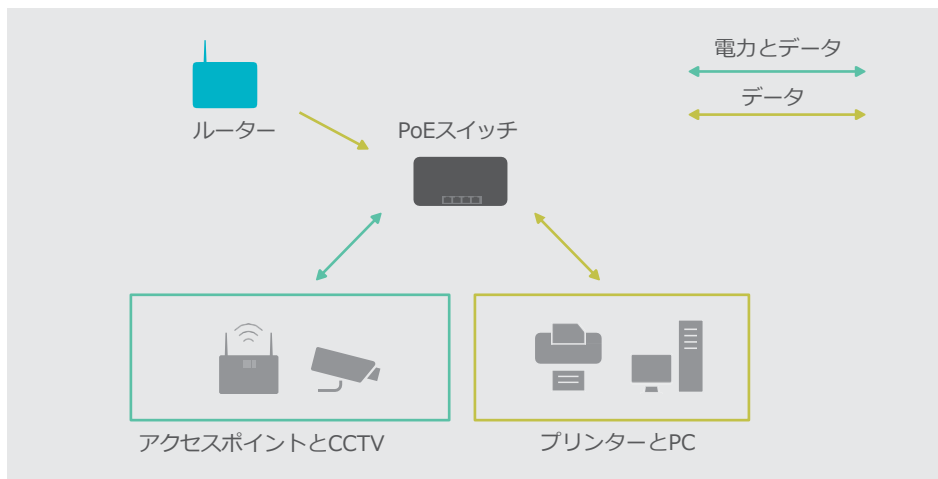 電力とデータ
データ
ルーター
PoEスイッチ
アクセスポイントとCCTV
プリンターとPC